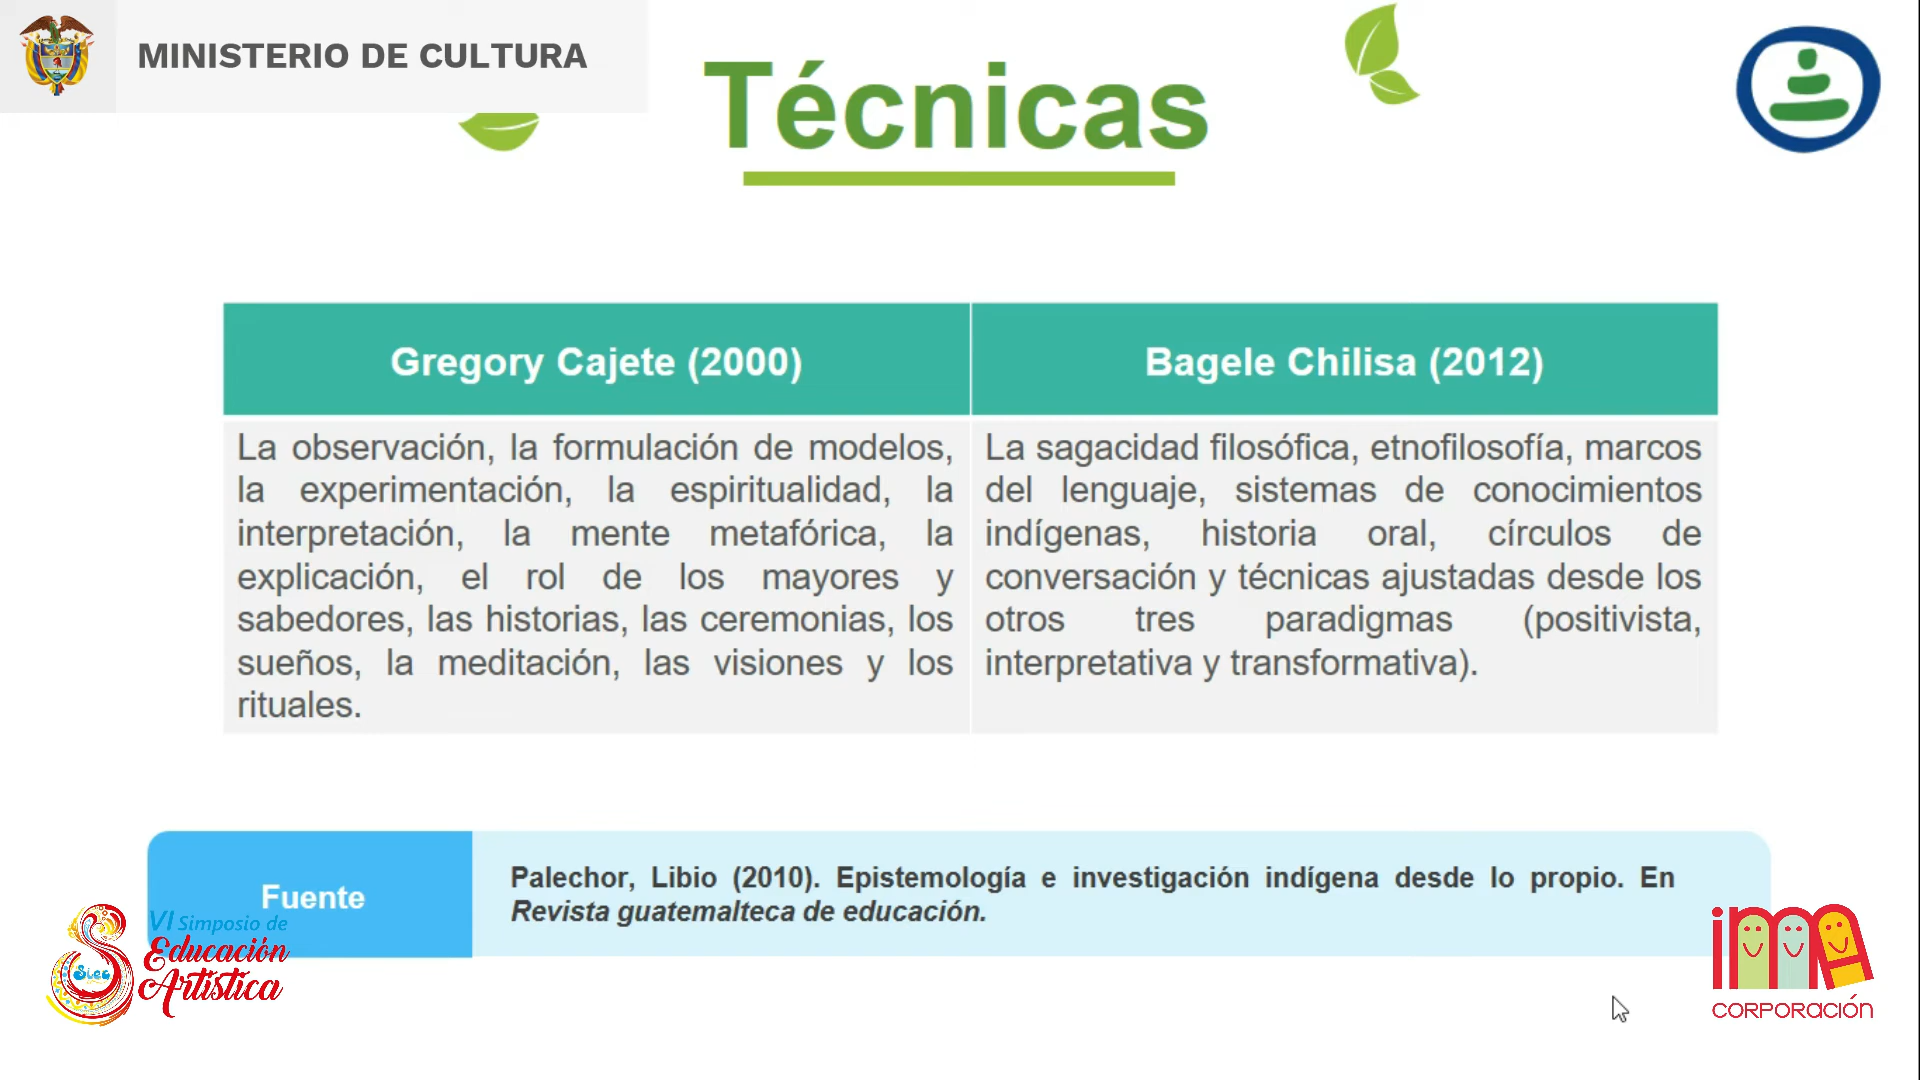 MINISTERIO DE CULTURA
Técnicas
Gregory Cajete (2000)
Bagele Chilisa (2012)
La observación, la formulación de modelos,
la experimentación, la espiritualidad, la
interpretación, la mente metafórica, la
explicación, el rol de los mayores y
sabedores, las historias, las ceremonias, los
sueños, la meditación, las visiones y los
rituales.
La sagacidad filosófica, etnofilosofía, marcos
del lenguaje, sistemas de conocimientos
indígenas, historia oral, círculos de
conversación y técnicas ajustadas desde los
otros tres paradigmas (positivista,
interpretativa y transformativa).
Fuente
Palechor, Libio (2010). Epistemología e investigación indígena desde lo propio. En
Revista guatemalteca de educación.
VI Simposio de
Educación
Artística
Siea
ima
CORPORACIÓN